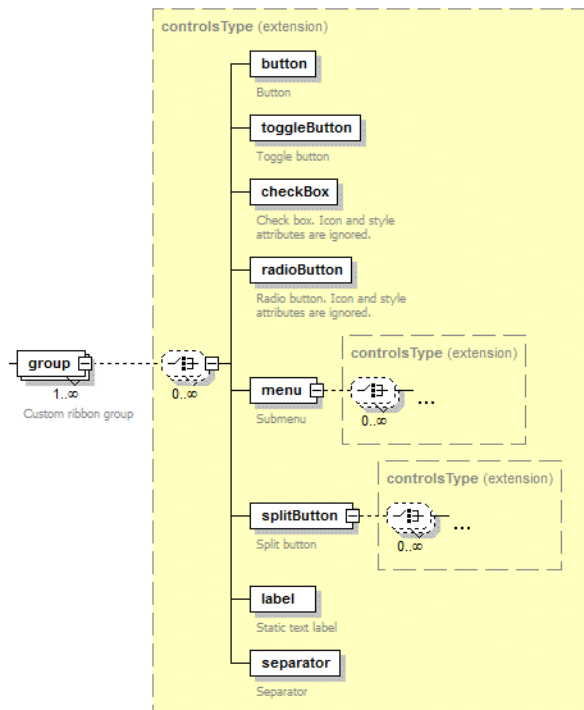 controlsType (extension)
button
Button
toggleButton
Toggle button
checkBox
Check box. Icon and style
attributes are ignored.
radioButton
Radio button. Icon and style
attributes are ignored.
group
1..∞
Custom ribbon group
0..∞
controlsType (extension)
menu
Submenu
0..∞
...
controlsType (extension)
splitButton
Split button
0..∞
...
label
Static text label
separator
Separator